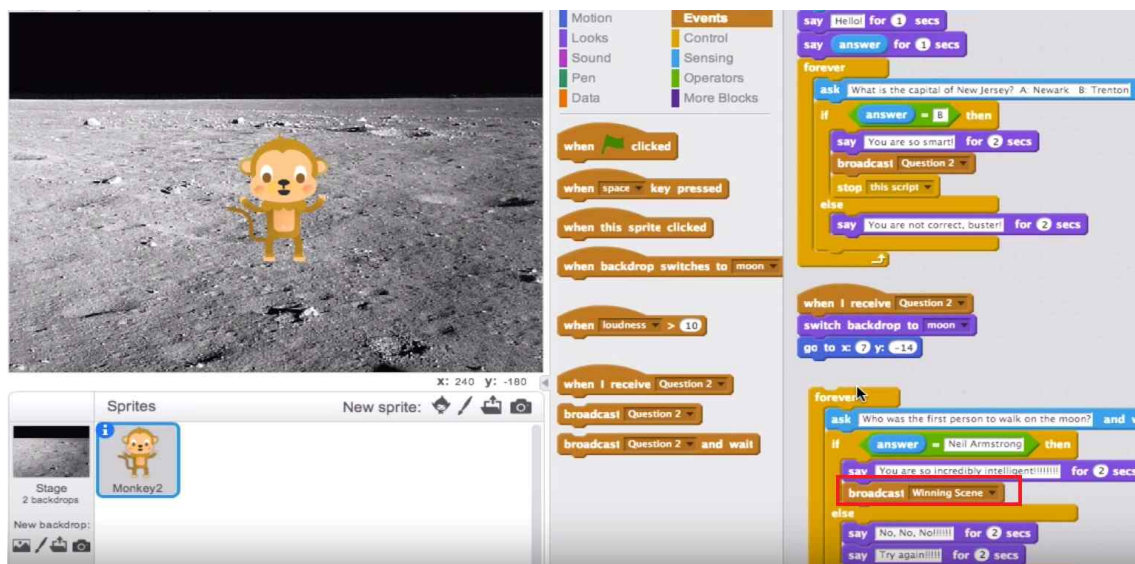 x: 240 y: -180
Sprites
New sprite:
Monkey2
Stage
2 backdrops
New backdrop:
Motion
Looks
Sound
Pen
Data
Events
Control
Sensing
Operators
More Blocks
when clicked
when space key pressed
when this sprite clicked
when backdrop switches to moon
when loudness > 10
when I receive Question 2
broadcast Question 2
broadcast Question 2 and wait
say Hello! for 1 secs
say answer for 1 secs
forever
ask What is the capital of New Jersey? A: Newark B: Trenton
if answer = B then
say You are so smart! for 2 secs
broadcast Question 2
stop this script
else
say You are not correct, buster! for 2 secs
when I receive Question 2
switch backdrop to moon
go to x: 7 y: -14
forever
ask Who was the first person to walk on the moon? and
if answer = Neil Armstrong then
say You are so incredibly intelligent!!!!!!!! for 2 secs
broadcast Winning Scene
else
say No, No, No!!!!!! for 2 secs
say Try again!!!!! for 2 secs